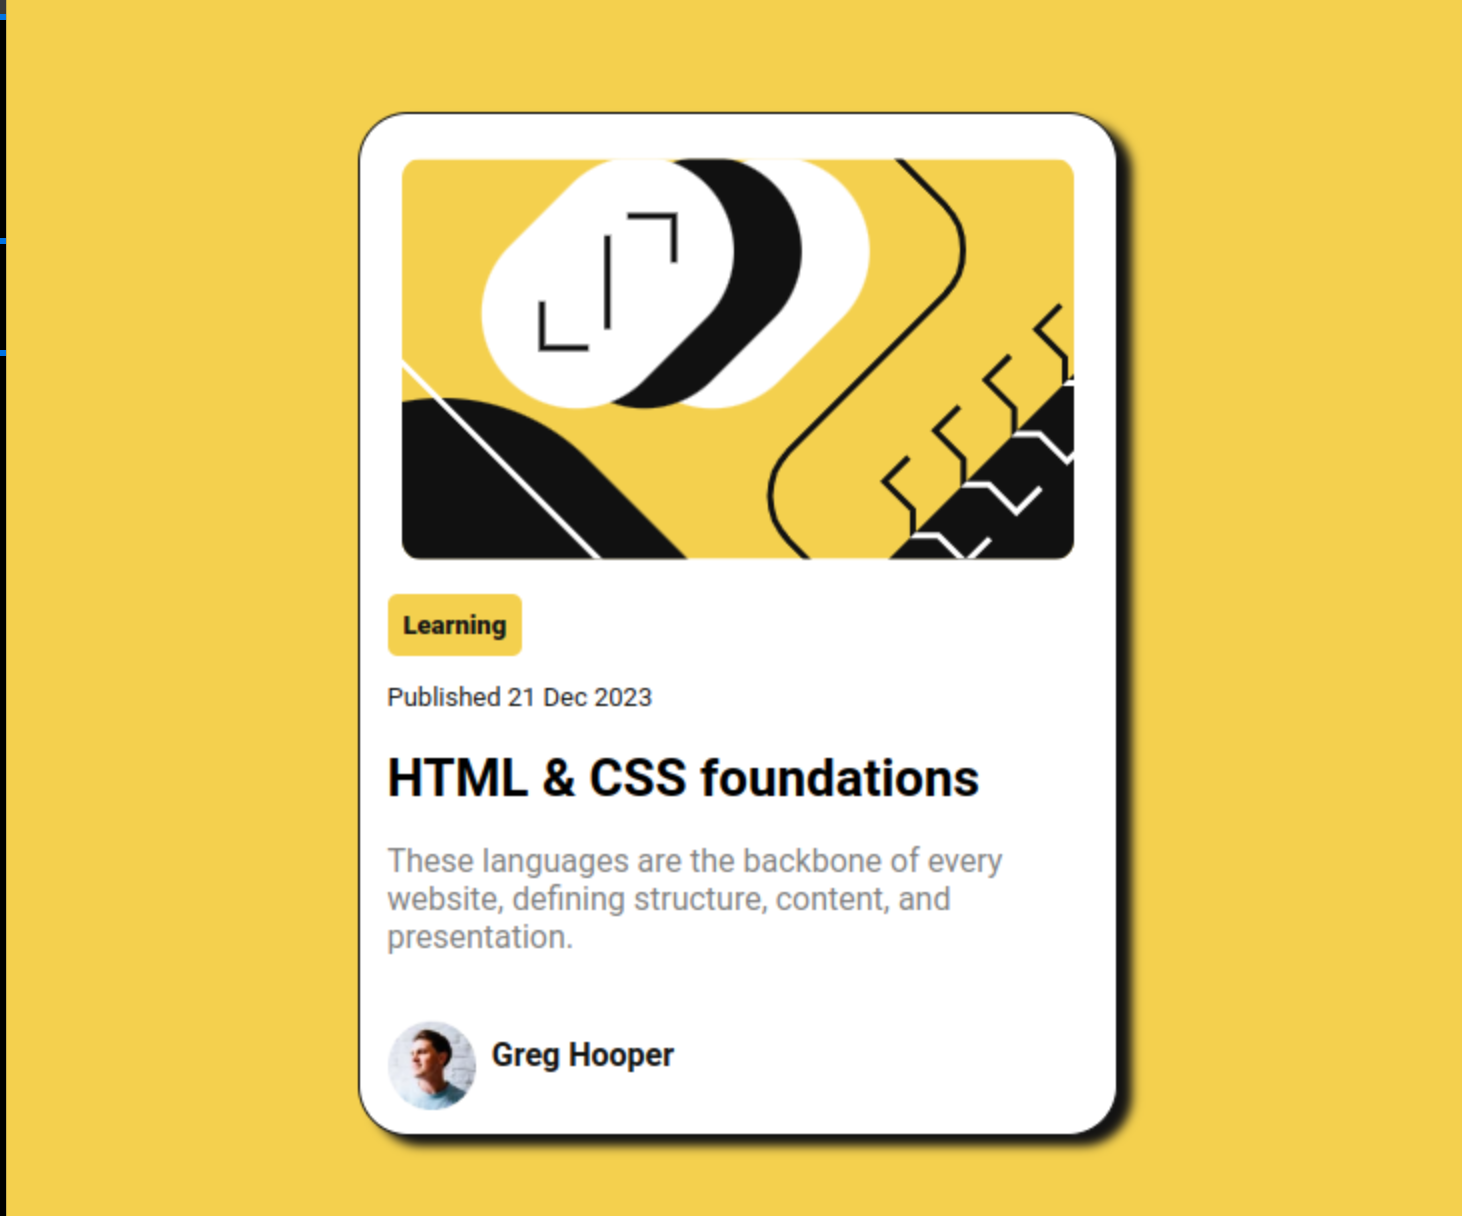 Learning
Published 21 Dec 2023
HTML & CSS foundations
These languages are the backbone of every
website, defining structure, content, and
presentation.
Greg Hooper